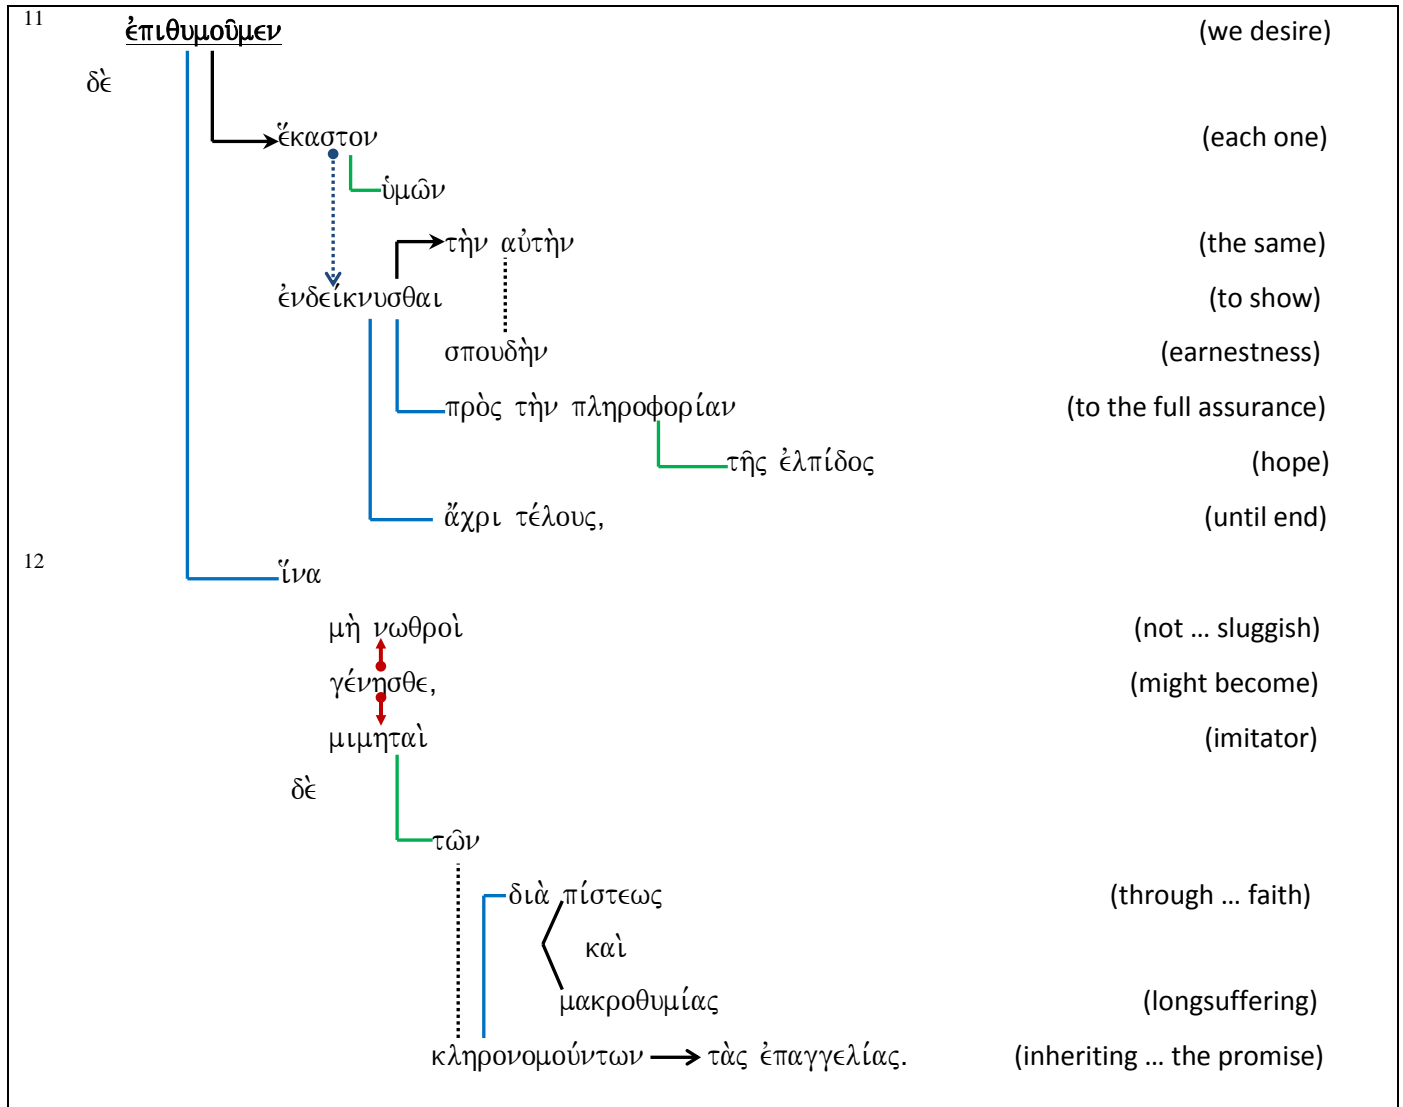 11
ἐπιθυμοῦμεν (we desire)
δὲ
ἕκαστον (each one)
ὑμῶν
τὴν αὐτὴν (the same)
ἐνδείκνυσθαι (to show)
σπουδὴν (earnestness)
πρὸς τὴν πληροφορίαν (to the full assurance)
τῆς ἐλπίδος (hope)
ἄχρι τέλους, (until end)
12
ἵνα
μὴ νωθροὶ (not ... sluggish)
γένησθε, (might become)
μιμηταὶ (imitator)
δὲ
τῶν
διὰ πίστεως (through ... faith)
καὶ
μακροθυμίας (longsuffering)
κληρονομούντων τὰς ἐπαγγελίας. (inheriting ... the promise)